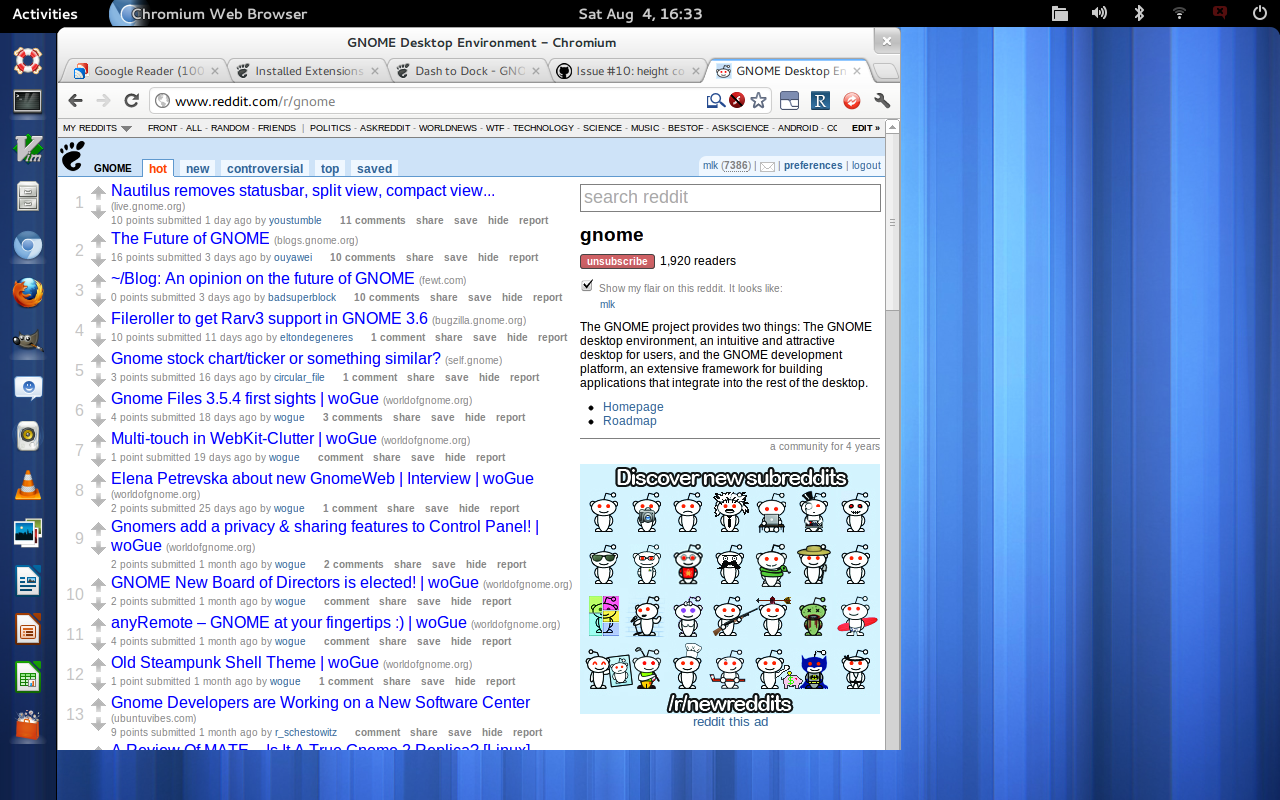 Activities
Chromium Web Browser
Sat Aug 4, 16:33
GNOME Desktop Environment - Chromium
Google Reader (100
Installed Extensions
Dash to Dock - GNO
Issue #10: height co
GNOME Desktop En
www.reddit.com/r/gnome
MY REDDITS FRONT - ALL - RANDOM - FRIENDS | POLITICS - ASKREDDIT - WORLDNEWS - WTF - TECHNOLOGY - SCIENCE - MUSIC - BESTOF - ASKSCIENCE - ANDROID - CO EDIT »
GNOME hot new controversial top saved
mlk (7386) | | preferences | logout
1
Nautilus removes statusbar, split view, compact view...
(live.gnome.org)
10 points submitted 1 day ago by youstumble 11 comments share save hide report
2
The Future of GNOME (blogs.gnome.org)
16 points submitted 3 days ago by ouyawei 10 comments share save hide report
3
~/Blog: An opinion on the future of GNOME (fewt.com)
0 points submitted 3 days ago by badsuperblock 10 comments share save hide report
4
Fileroller to get Rarv3 support in GNOME 3.6 (bugzilla.gnome.org)
10 points submitted 11 days ago by eltondegeneres 1 comment share save hide report
5
Gnome stock chart/ticker or something similar? (self.gnome)
3 points submitted 16 days ago by circular_file 1 comment share save hide report
6
Gnome Files 3.5.4 first sights | woGue (worldofgnome.org)
4 points submitted 18 days ago by wogue 3 comments share save hide report
7
Multi-touch in WebKit-Clutter | woGue (worldofgnome.org)
1 point submitted 19 days ago by wogue comment share save hide report
8
Elena Petrevska about new GnomeWeb | Interview | woGue
(worldofgnome.org)
2 points submitted 25 days ago by wogue 1 comment share save hide report
9
Gnomers add a privacy & sharing features to Control Panel! |
woGue (worldofgnome.org)
2 points submitted 1 month ago by wogue 2 comments share save hide report
10
GNOME New Board of Directors is elected! | woGue (worldofgnome.org)
2 points submitted 1 month ago by wogue comment share save hide report
11
anyRemote – GNOME at your fingertips :) | woGue (worldofgnome.org)
4 points submitted 1 month ago by wogue comment share save hide report
12
Old Steampunk Shell Theme | woGue (worldofgnome.org)
1 point submitted 1 month ago by wogue 1 comment share save hide report
13
Gnome Developers are Working on a New Software Center
(ubuntuvibes.com)
9 points submitted 1 month ago by r_schestowitz comment share save hide report
A Review Of MATE – Is It A True Gnome 2 Replica? [Linux]
search reddit
gnome
unsubscribe 1,920 readers
Show my flair on this reddit. It looks like:
mlk
The GNOME project provides two things: The GNOME
desktop environment, an intuitive and attractive
desktop for users, and the GNOME development
platform, an extensive framework for building
applications that integrate into the rest of the desktop.
Homepage
Roadmap
a community for 4 years
Discover new subreddits
/r/newreddits
reddit this ad